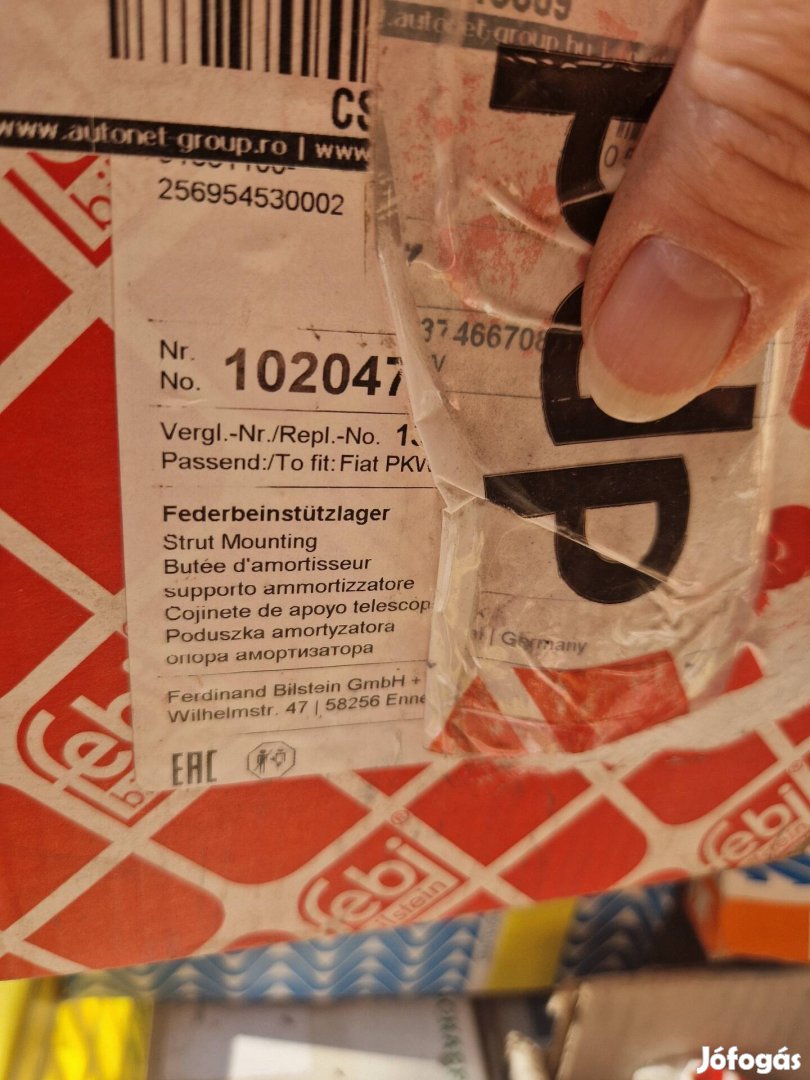 CS
www.autonet-group.ro | www
.autonet-group.hu
256954530002
Nr.
No. 102047
37466708
Vergl.-Nr./Repl.-No.
Passend:/To fit: Fiat PKW
Federbeinstützlager
Strut Mounting
Butée d'amortisseur
supporto ammortizzatore
Cojinete de apoyo telescop
Poduszka amortyzatora
опора амортизатора
Ferdinand Bilstein GmbH +
Wilhelmstr. 47 | 58256 Enne
| Germany
EAC
febi
bilstein
febi
Jófogás